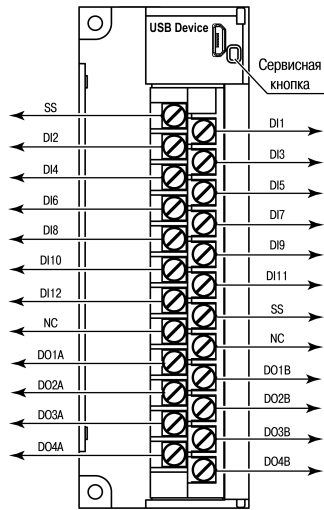 USB Device
Сервисная
кнопка
SS
DI1
DI2
DI3
DI4
DI5
DI6
DI7
DI8
DI9
DI10
DI11
DI12
SS
NC
NC
DO1A
DO1B
DO2A
DO2B
DO3A
DO3B
DO4A
DO4B